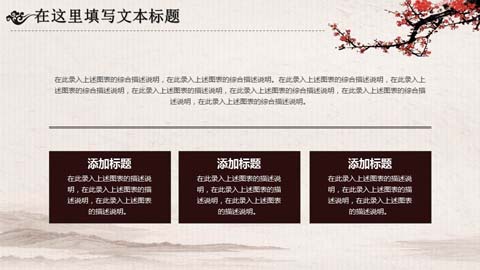 在这里填写文本标题
在此录入上述图表的综合描述说明，在此录入上述图表的综合描述说明。在此录入上述图表的综合描述说明，在此录入上
述图表的综合描述说明，在此录入上述图表的描述说明，在此录入上述图表的综合描述说明，在此录入上述图表的综合描
述说明，在此录入上述图表的综合描述说明。
添加标题
在此录入上述图表的描述说
明，在此录入上述图表的描
述说明，在此录入上述图表
的描述说明。
添加标题
在此录入上述图表的描述说
明，在此录入上述图表的描
述说明，在此录入上述图表
的描述说明。
添加标题
在此录入上述图表的描述说
明，在此录入上述图表的描
述说明，在此录入上述图表
的描述说明。